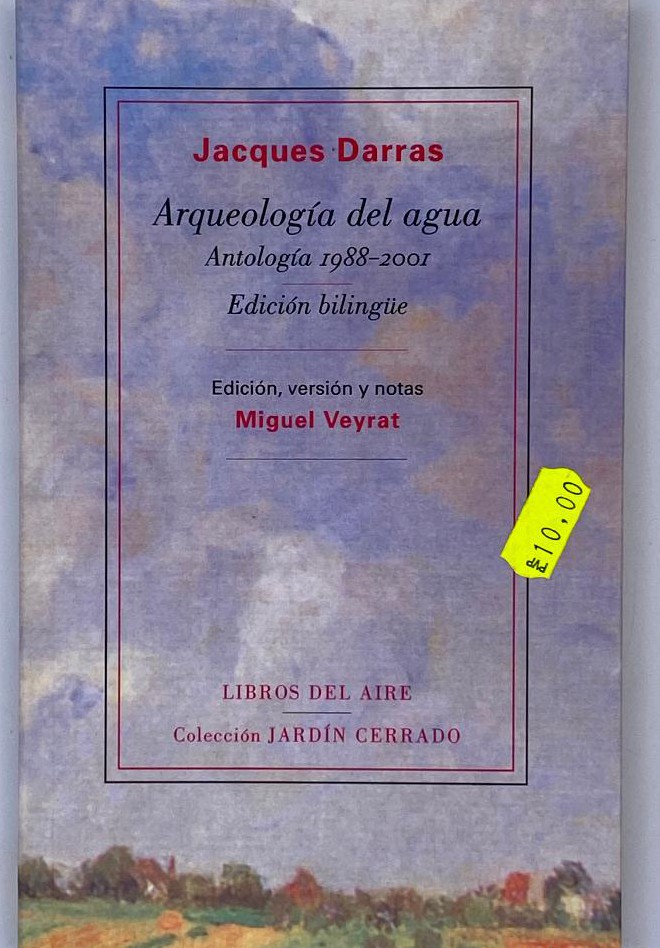 Jacques Darras
Arqueología del agua
Antología 1988–2001
Edición bilingüe
Edición, versión y notas
Miguel Veyrat
LIBROS DEL AIRE
Colección JARDÍN CERRADO
PVP 10,00